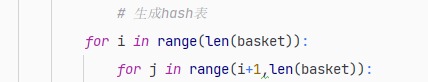 # 生成hash表
for i in range(len(basket)):
for j in range(i+1,len(basket)):